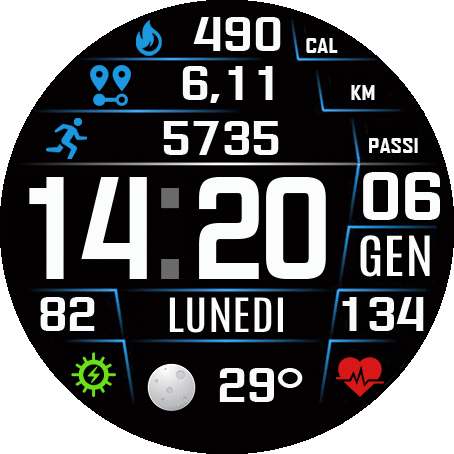 490 CAL
6,11 KM
5735 PASSI
14:20 06
GEN
82 LUNEDI 134
29°